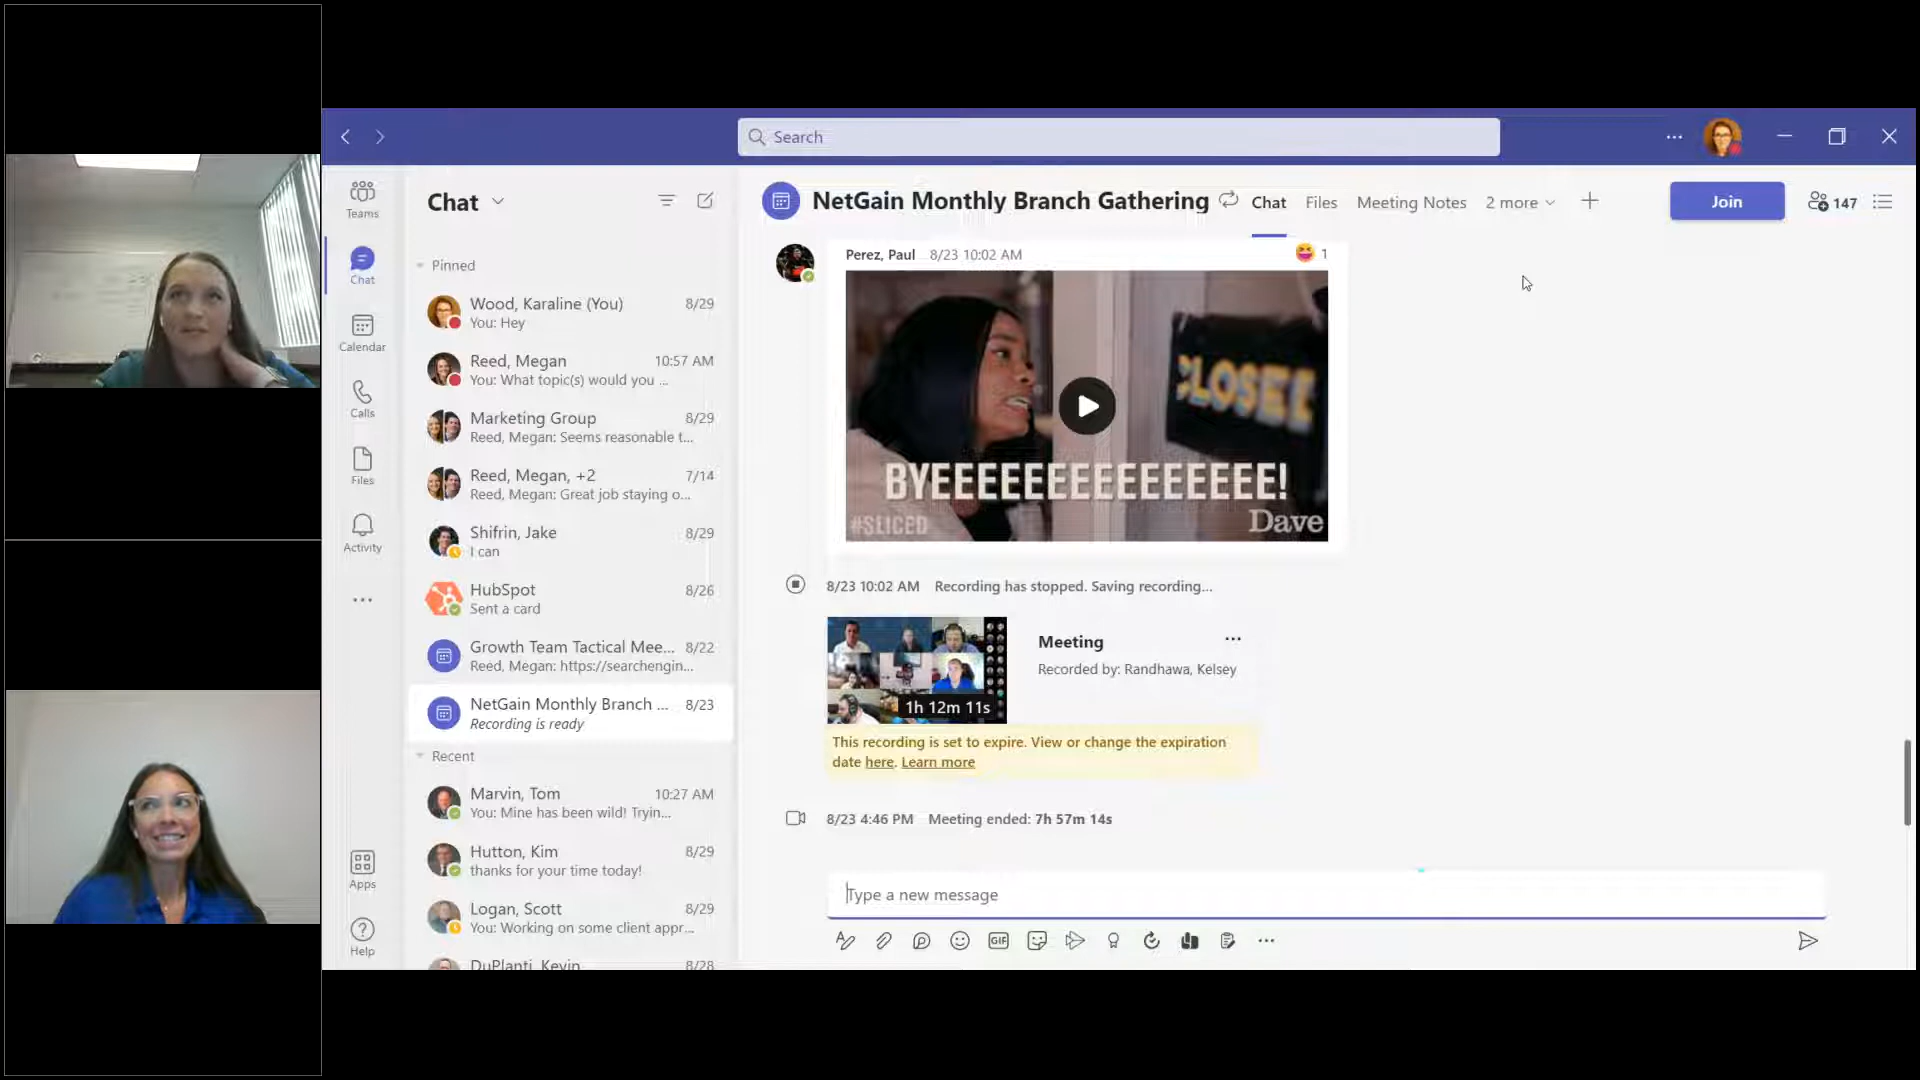 Search
Teams
Chat
Calendar
Calls
Files
Activity
Apps
Help
Chat
Pinned
Wood, Karaline (You) 8/29
You: Hey
Reed, Megan 10:57 AM
You: What topic(s) would you ...
Marketing Group 8/29
Reed, Megan: Seems reasonable t...
Reed, Megan, +2 7/14
Reed, Megan: Great job staying o...
Shifrin, Jake 8/29
I can
HubSpot 8/26
Sent a card
Growth Team Tactical Mee... 8/22
Reed, Megan: https://searchengin...
NetGain Monthly Branch ... 8/23
Recording is ready
Recent
Marvin, Tom 10:27 AM
You: Mine has been wild! Tryin...
Hutton, Kim 8/29
thanks for your time today!
Logan, Scott 8/29
You: Working on some client appr...
DuPlanti, Kevin 8/28
NetGain Monthly Branch Gathering Chat Files Meeting Notes 2 more Join 147
Perez, Paul 8/23 10:02 AM 1
CLOSED
BYEEEEEEEEEEEEEEE!
#SLICED Dave
8/23 10:02 AM Recording has stopped. Saving recording...
1h 12m 11s
Meeting
Recorded by: Randhawa, Kelsey
This recording is set to expire. View or change the expiration
date here. Learn more
8/23 4:46 PM Meeting ended: 7h 57m 14s
Type a new message
GIF